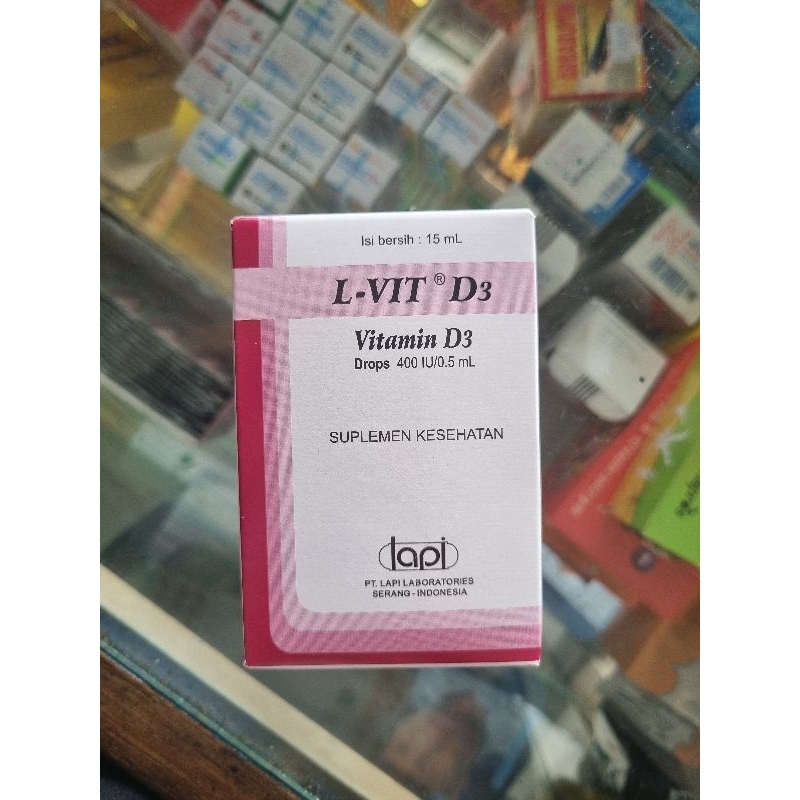 Isi bersih : 15 mL
L-VIT ® D3
Vitamin D3
Drops 400 IU/0.5 mL
SUPLEMEN KESEHATAN
lapi
PT. LAPI LABORATORIES
SERANG - INDONESIA